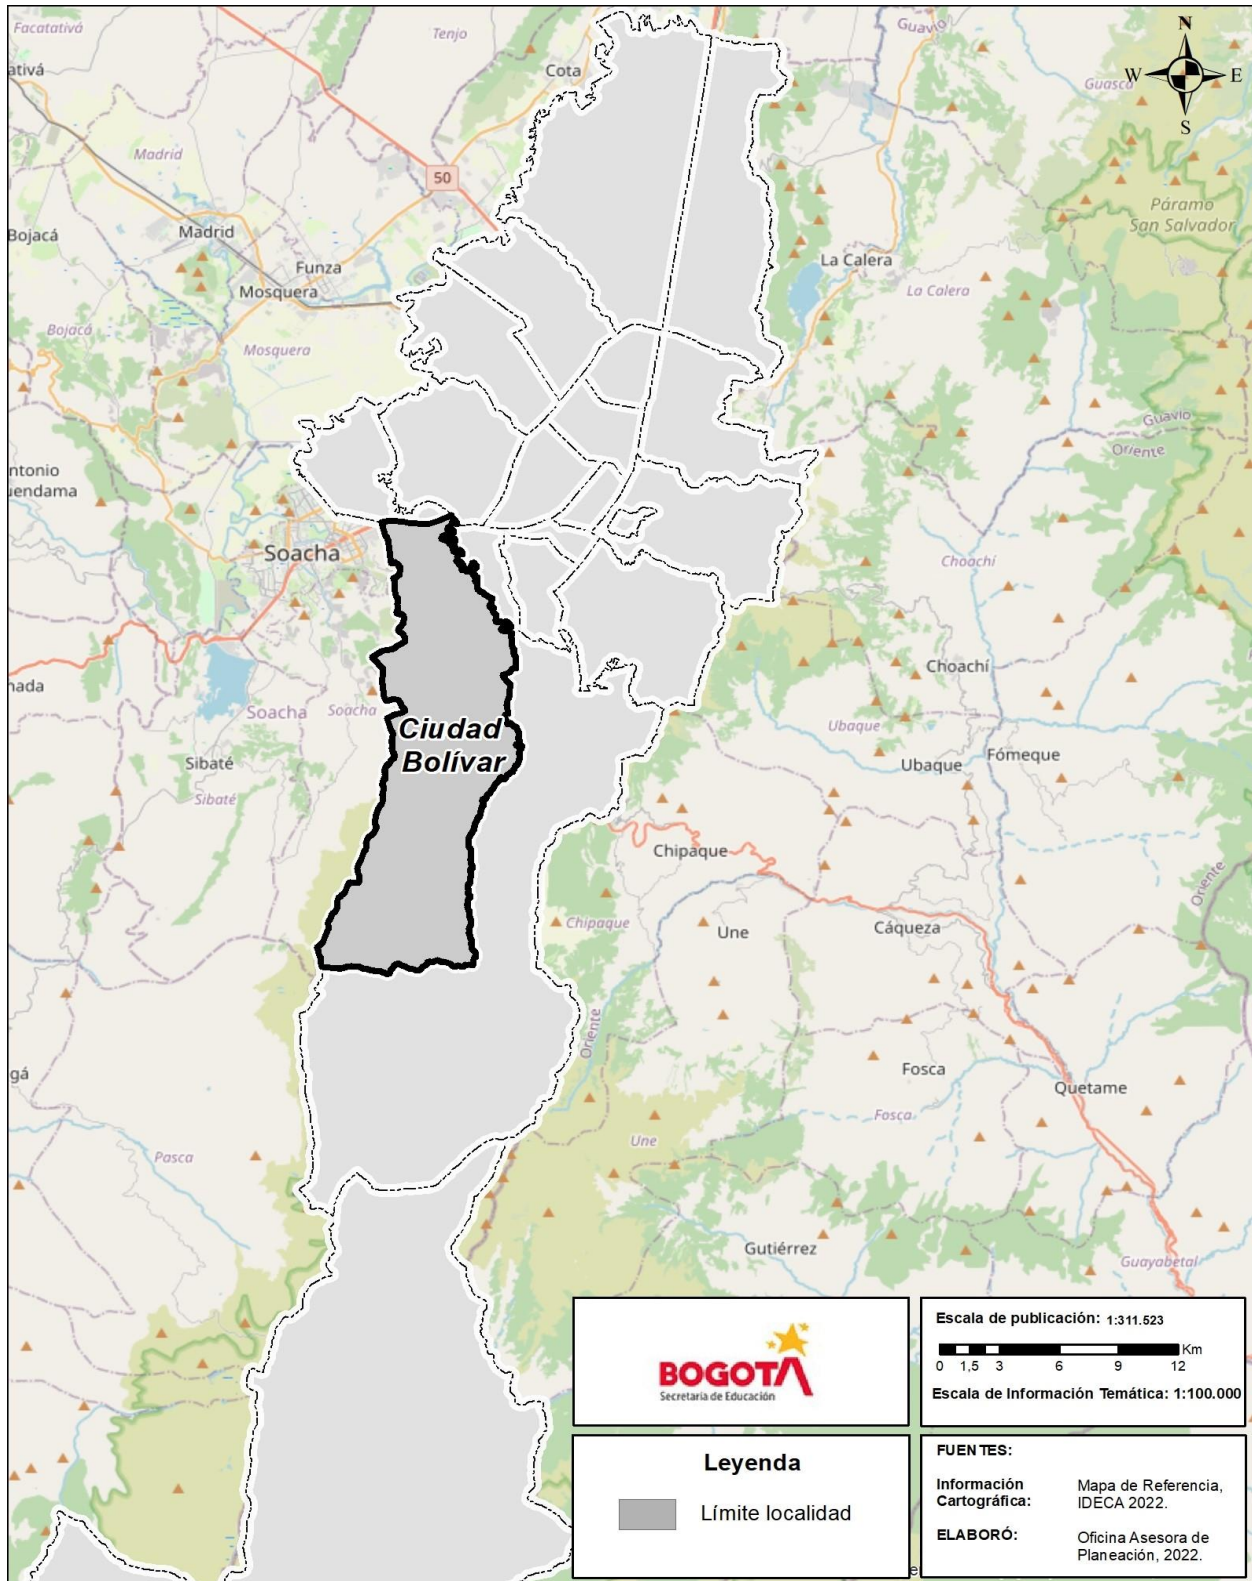 Facatativá
Tenjo
Guavio
N
W
E
S
Cota
Guasca
ativá
50
Madrid
Páramo
San Salvador
Bojacá
Madrid
Funza
La Calera
Mosquera
La Calera
Bojacá
Mosquera
Guavio
Oriente
ntonio
uendama
Soacha
Choachí
Choachí
nada
Soacha
Soacha
Ciudad
Bolívar
Ubaque
Fómeque
Sibaté
Ubaque
Sibaté
Chipaque
Oriente
Chipaque
Une
Cáqueza
Oriente
gá
Fosca
Quetame
Fosca
Une
Pasca
Gutiérrez
Guayabetal
BOGOTÁ
Secretaría de Educación
Escala de publicación: 1:311.523
Km
0 1,5 3 6 9 12
Escala de Información Temática: 1:100.000
Leyenda
Límite localidad
FUENTES:
Información Cartográfica: Mapa de Referencia,
IDECA 2022.
ELABORÓ: Oficina Asesora de
Planeación, 2022.